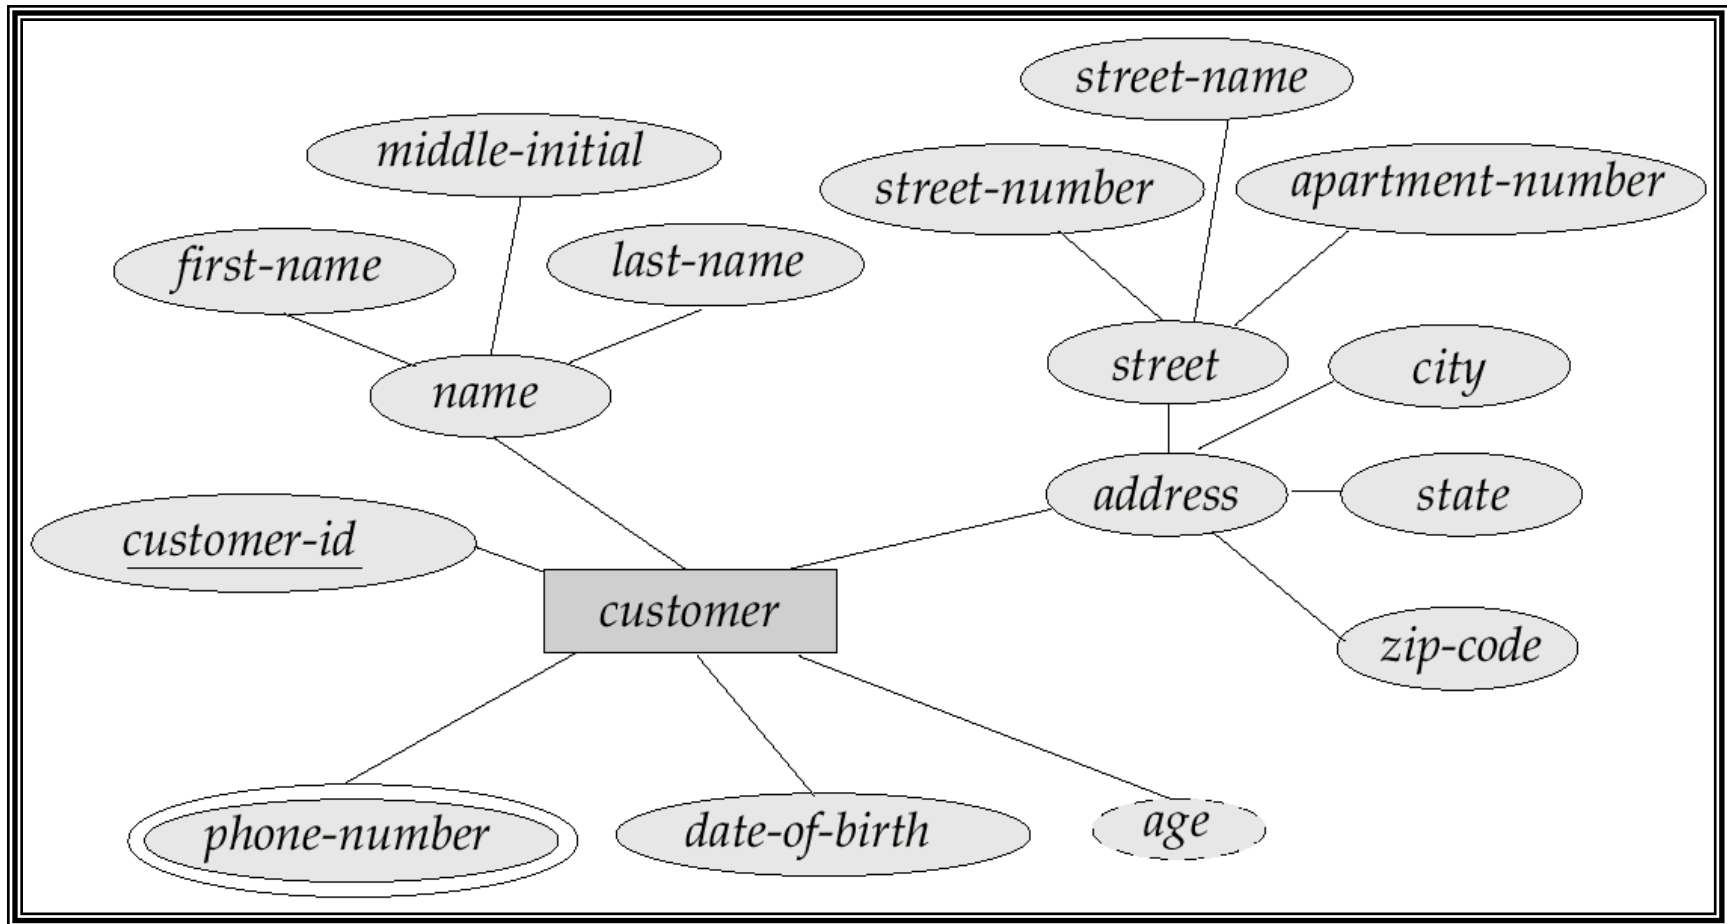 street-name
middle-initial
street-number
apartment-number
first-name
last-name
street
city
name
address
state
customer-id
customer
zip-code
phone-number
date-of-birth
age